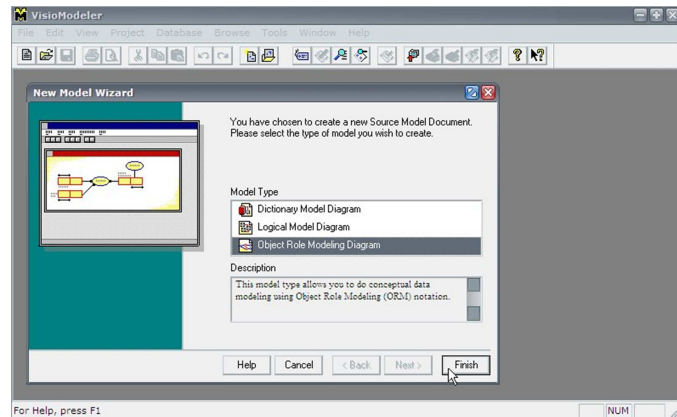 VisioModeler
File Edit View Project Database Browse Tools Window Help
New Model Wizard
You have chosen to create a new Source Model Document.
Please select the type of model you wish to create.
Model Type
Dictionary Model Diagram
Logical Model Diagram
Object Role Modeling Diagram
Description
This model type allows you to do conceptual data
modeling using Object Role Modeling (ORM) notation.
Help Cancel < Back Next > Finish
For Help, press F1 NUM